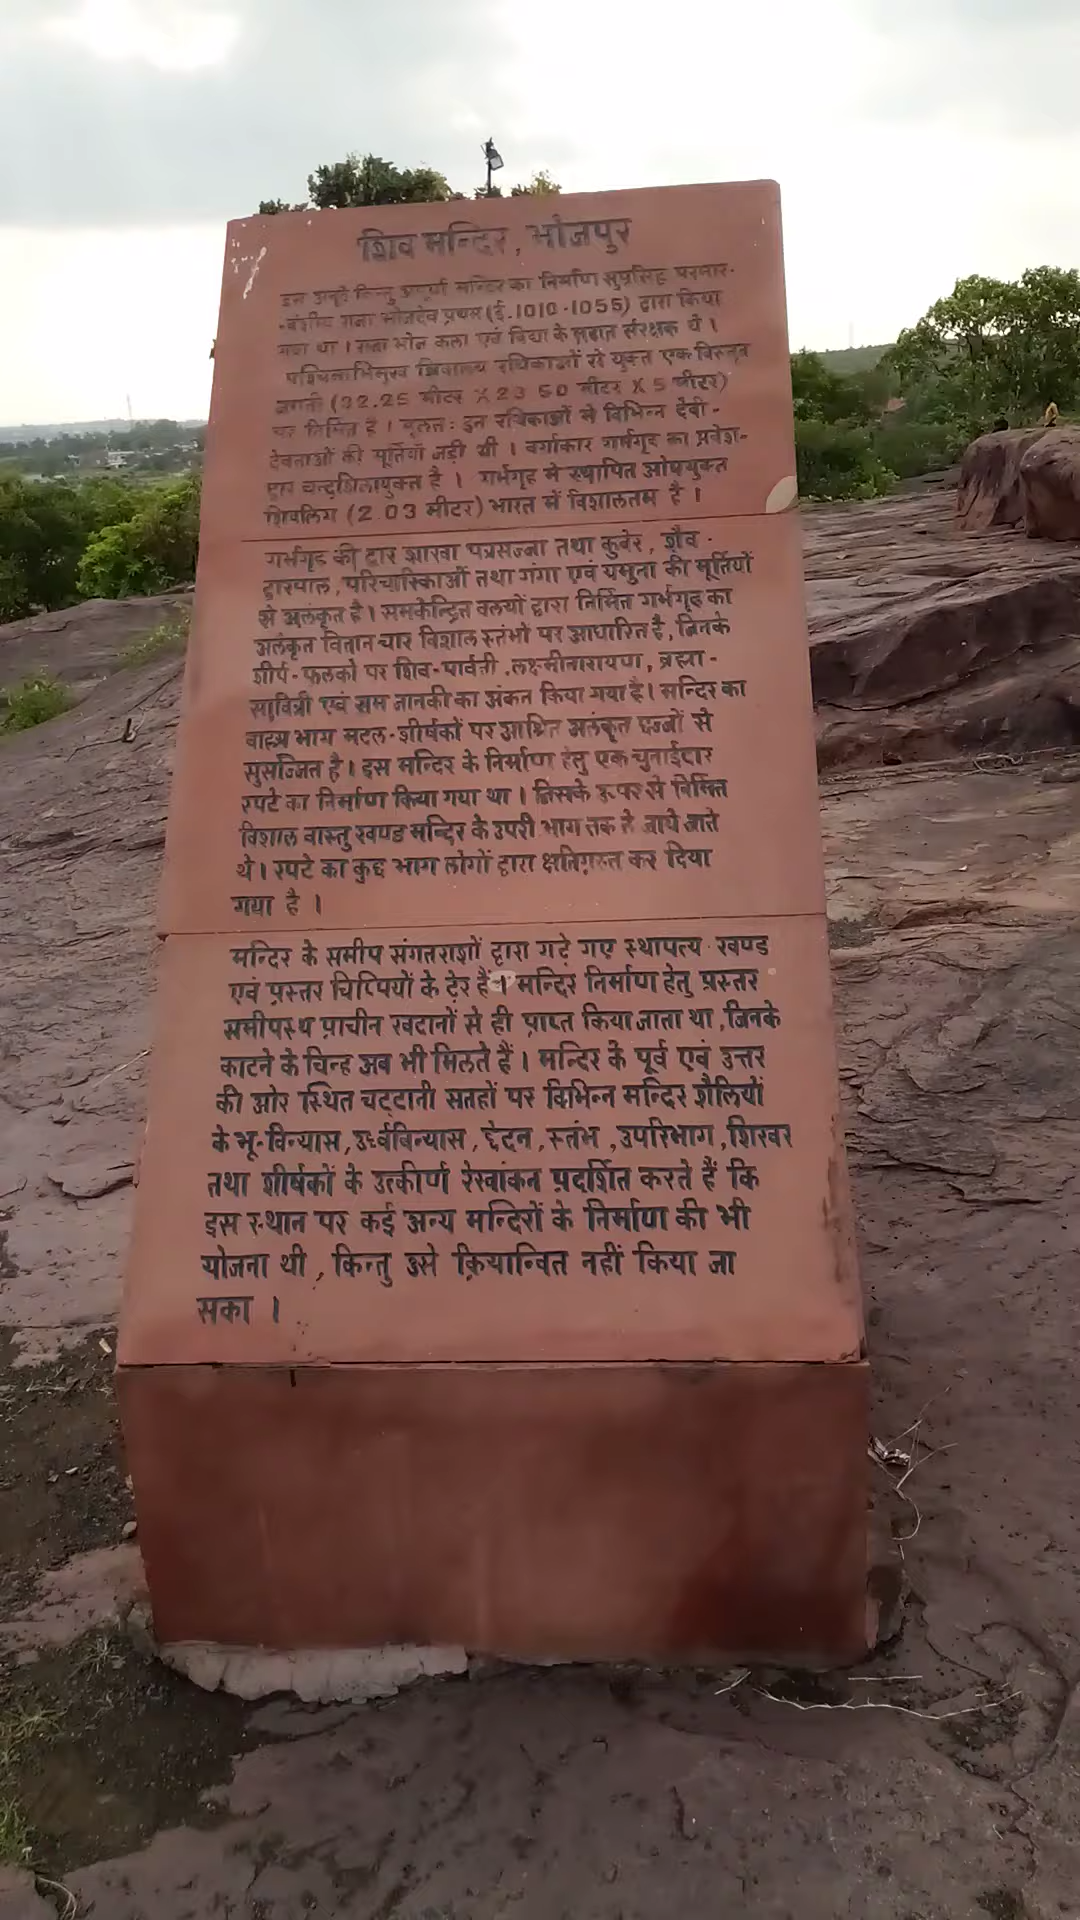 शिव मन्दिर, भोजपुर
इस अनूठे किन्तु अपूर्ण मन्दिर का निर्माण सुप्रसिद्ध परमार-
-वंशीय राजा भोजदेव प्रथम (ई.1010-1055) द्वारा किया
गया था । राजा भोज कला एवं विद्या के महान संरक्षक थे ।
पश्चिमाभिमुख शिवालय रथिकाओं से युक्त एक विस्तृत
जगती (32.25 मीटर X 23 50 मीटर X 5 मीटर)
पर निर्मित है । मूलतः इन रथिकाओं में विभिन्न देवी-
देवताओं की मूर्तियाँ जड़ी थी । वर्गाकार गर्भगृह का प्रवेश-
द्वार चन्द्रशिलायुक्त है । गर्भगृह में स्थापित ओपयुक्त
शिवलिंग (2 03 मीटर) भारत में विशालतम है ।
गर्भगृह की द्वार शाखा पत्रसज्जा तथा कुबेर, शैव-
द्वारपाल, परिचारिकाओं तथा गंगा एवं यमुना की मूर्तियों
से अलंकृत है । समकेन्द्रित वलयों द्वारा निर्मित गर्भगृह का
अलंकृत वितान चार विशाल स्तंभों पर आधारित है, जिनके
शीर्ष-फलकों पर शिव-पार्वती, लक्ष्मीनारायण, ब्रह्मा-
सावित्री एवं राम जानकी का अंकन किया गया है । मन्दिर का
वाह्य भाग मदल-शीर्षकों पर आश्रित अलंकृत छज्जों से
सुसज्जित है । इस मन्दिर के निर्माण हेतु एक चुनाईदार
रपटे का निर्माण किया गया था । जिसके ऊपर से निर्मित
विशाल वास्तु खण्ड मन्दिर के उपरी भाग तक ले जाये जाते
थे । रपटे का कुछ भाग लोगों द्वारा क्षतिग्रस्त कर दिया
गया है ।
मन्दिर के समीप संगतराशों द्वारा गढ़े गए स्थापत्य खण्ड
एवं प्रस्तर चिप्पियों के ढेर हैं । मन्दिर निर्माण हेतु प्रस्तर
समीपस्थ प्राचीन खदानों से ही प्राप्त किया जाता था, जिनके
काटने के चिन्ह अब भी मिलते हैं । मन्दिर के पूर्व एवं उत्तर
की ओर स्थित चट्टाती सतहों पर विभिन्न मन्दिर शैलियों
के भू-विन्यास, उर्ध्वविन्यास, छेदन, स्तंभ, उपरिभाग, शिखर
तथा शीर्षकों के उत्कीर्ण रेखांकन प्रदर्शित करते हैं कि
इस स्थान पर कई अन्य मन्दिरों के निर्माण की भी
योजना थी, किन्तु उसे क्रियान्वित नहीं किया जा
सका ।